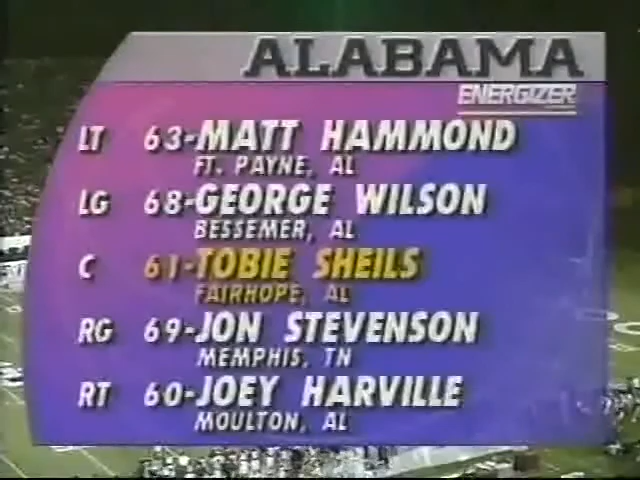 ALABAMA
ENERGIZER
LT 63-MATT HAMMOND
FT. PAYNE, AL
LG 68-GEORGE WILSON
BESSEMER, AL
C 61-TOBIE SHEILS
FAIRHOPE, AL
RG 69-JON STEVENSON
MEMPHIS, TN
RT 60-JOEY HARVILLE
MOULTON, AL